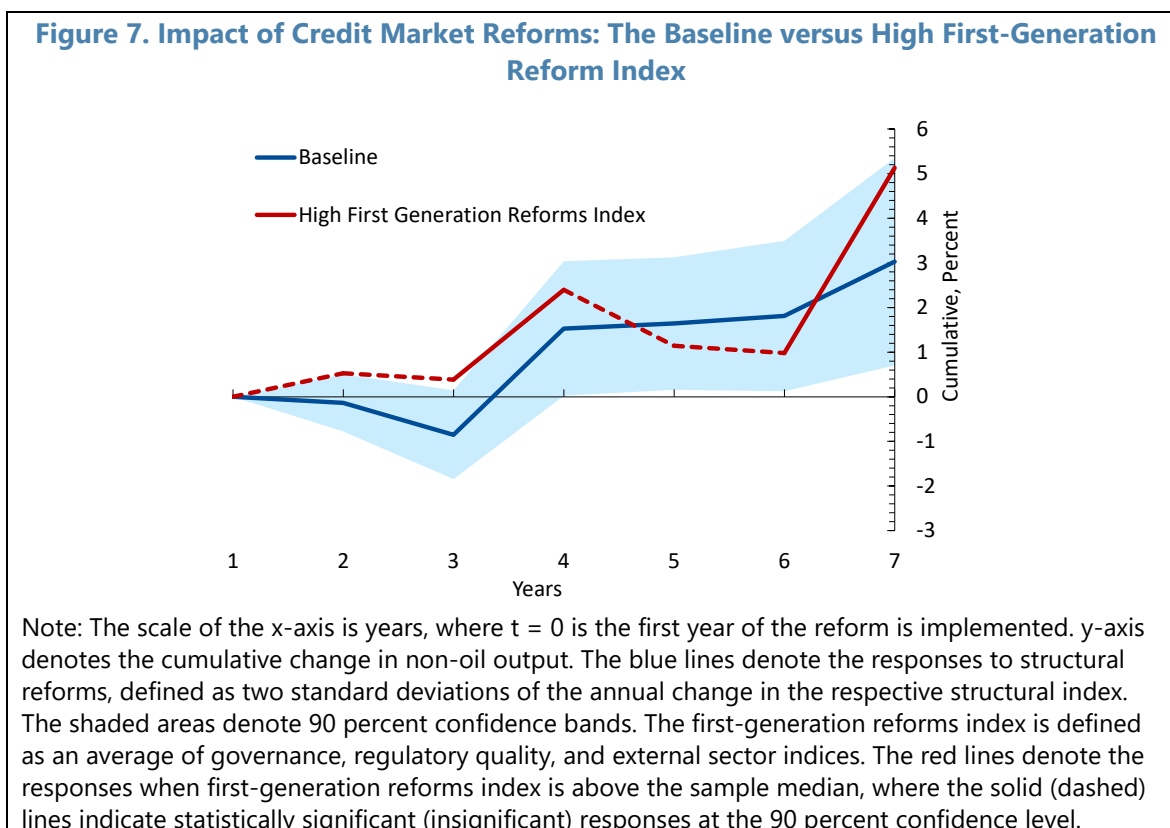 Figure 7. Impact of Credit Market Reforms: The Baseline versus High First-Generation
Reform Index
Baseline
High First Generation Reforms Index
6
5
4
3
2
1
0
-1
-2
-3
Cumulative, Percent
1 2 3 4 5 6 7
Years
Note: The scale of the x-axis is years, where t = 0 is the first year of the reform is implemented. y-axis
denotes the cumulative change in non-oil output. The blue lines denote the responses to structural
reforms, defined as two standard deviations of the annual change in the respective structural index.
The shaded areas denote 90 percent confidence bands. The first-generation reforms index is defined
as an average of governance, regulatory quality, and external sector indices. The red lines denote the
responses when first-generation reforms index is above the sample median, where the solid (dashed)
lines indicate statistically significant (insignificant) responses at the 90 percent confidence level.